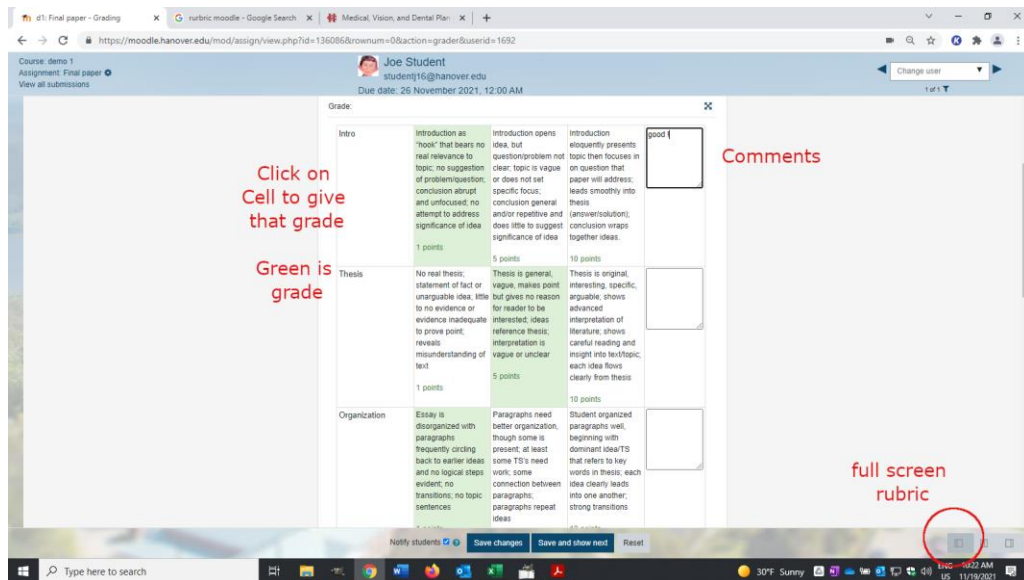 d1: Final paper - Grading
rurbric moodle - Google Search
Medical, Vision, and Dental Plan
https://moodle.hanover.edu/mod/assign/view.php?id=136086&rownum=0&action=grader&userid=1692
Course: demo 1
Assignment: Final paper
View all submissions
Joe Student
studentj16@hanover.edu
Due date: 26 November 2021, 12:00 AM
Change user
1 of 1
Grade:
Intro
Introduction as
"hook" that bears no
real relevance to
topic; no suggestion
of problem/question;
conclusion abrupt
and unfocused; no
attempt to address
significance of idea
1 points
Introduction opens
idea, but
question/problem not
clear; topic is vague
or does not set
specific focus;
conclusion general
and/or repetitive and
does little to suggest
significance of idea
5 points
Introduction
eloquently presents
topic then focuses in
on question that
paper will address;
leads smoothly into
thesis
(answer/solution);
conclusion wraps
together ideas.
10 points
good
Comments
Click on
Cell to give
that grade
Green is
grade
Thesis
No real thesis;
statement of fact or
unarguable idea; little
to no evidence or
evidence inadequate
to prove point;
reveals
misunderstanding of
text
1 points
Thesis is general,
vague, makes point
but gives no reason
for reader to be
interested; ideas
reference thesis;
interpretation is
vague or unclear
5 points
Thesis is original,
interesting, specific,
arguable; shows
advanced
interpretation of
literature; shows
careful reading and
insight into text/topic;
each idea flows
clearly from thesis
10 points
Organization
Essay is
disorganized with
paragraphs
frequently circling
back to earlier ideas
and no logical steps
evident; no
transitions; no topic
sentences
Paragraphs need
better organization,
though some is
present; at least
some TS's need
work; some
connection between
paragraphs;
paragraphs repeat
ideas
Student organized
paragraphs well,
beginning with
dominant idea/TS
that refers to key
words in thesis; each
idea clearly leads
into one another;
strong transitions
full screen
rubric
Notify students
Save changes
Save and show next
Reset
Type here to search
30°F Sunny
ENG
10:22 AM
US
11/19/2021